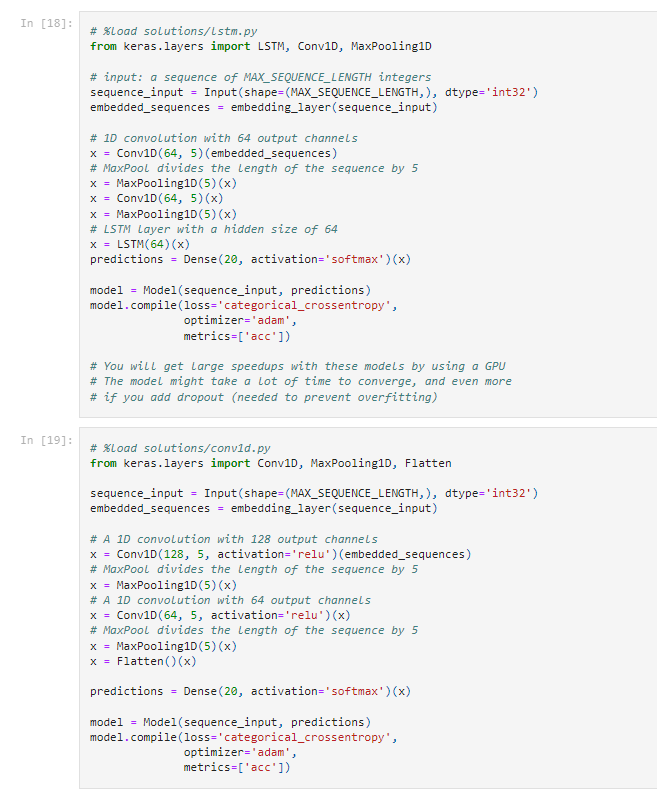 In [18]:
# %load solutions/lstm.py
from keras.layers import LSTM, Conv1D, MaxPooling1D
# input: a sequence of MAX_SEQUENCE_LENGTH integers
sequence_input = Input(shape=(MAX_SEQUENCE_LENGTH,), dtype='int32')
embedded_sequences = embedding_layer(sequence_input)
# 1D convolution with 64 output channels
x = Conv1D(64, 5)(embedded_sequences)
# MaxPool divides the length of the sequence by 5
x = MaxPooling1D(5)(x)
x = Conv1D(64, 5)(x)
x = MaxPooling1D(5)(x)
# LSTM layer with a hidden size of 64
x = LSTM(64)(x)
predictions = Dense(20, activation='softmax')(x)
model = Model(sequence_input, predictions)
model.compile(loss='categorical_crossentropy',
              optimizer='adam',
              metrics=['acc'])
# You will get large speedups with these models by using a GPU
# The model might take a lot of time to converge, and even more
# if you add dropout (needed to prevent overfitting)
In [19]:
# %load solutions/conv1d.py
from keras.layers import Conv1D, MaxPooling1D, Flatten
sequence_input = Input(shape=(MAX_SEQUENCE_LENGTH,), dtype='int32')
embedded_sequences = embedding_layer(sequence_input)
# A 1D convolution with 128 output channels
x = Conv1D(128, 5, activation='relu')(embedded_sequences)
# MaxPool divides the length of the sequence by 5
x = MaxPooling1D(5)(x)
# A 1D convolution with 64 output channels
x = Conv1D(64, 5, activation='relu')(x)
# MaxPool divides the length of the sequence by 5
x = MaxPooling1D(5)(x)
x = Flatten()(x)
predictions = Dense(20, activation='softmax')(x)
model = Model(sequence_input, predictions)
model.compile(loss='categorical_crossentropy',
              optimizer='adam',
              metrics=['acc'])